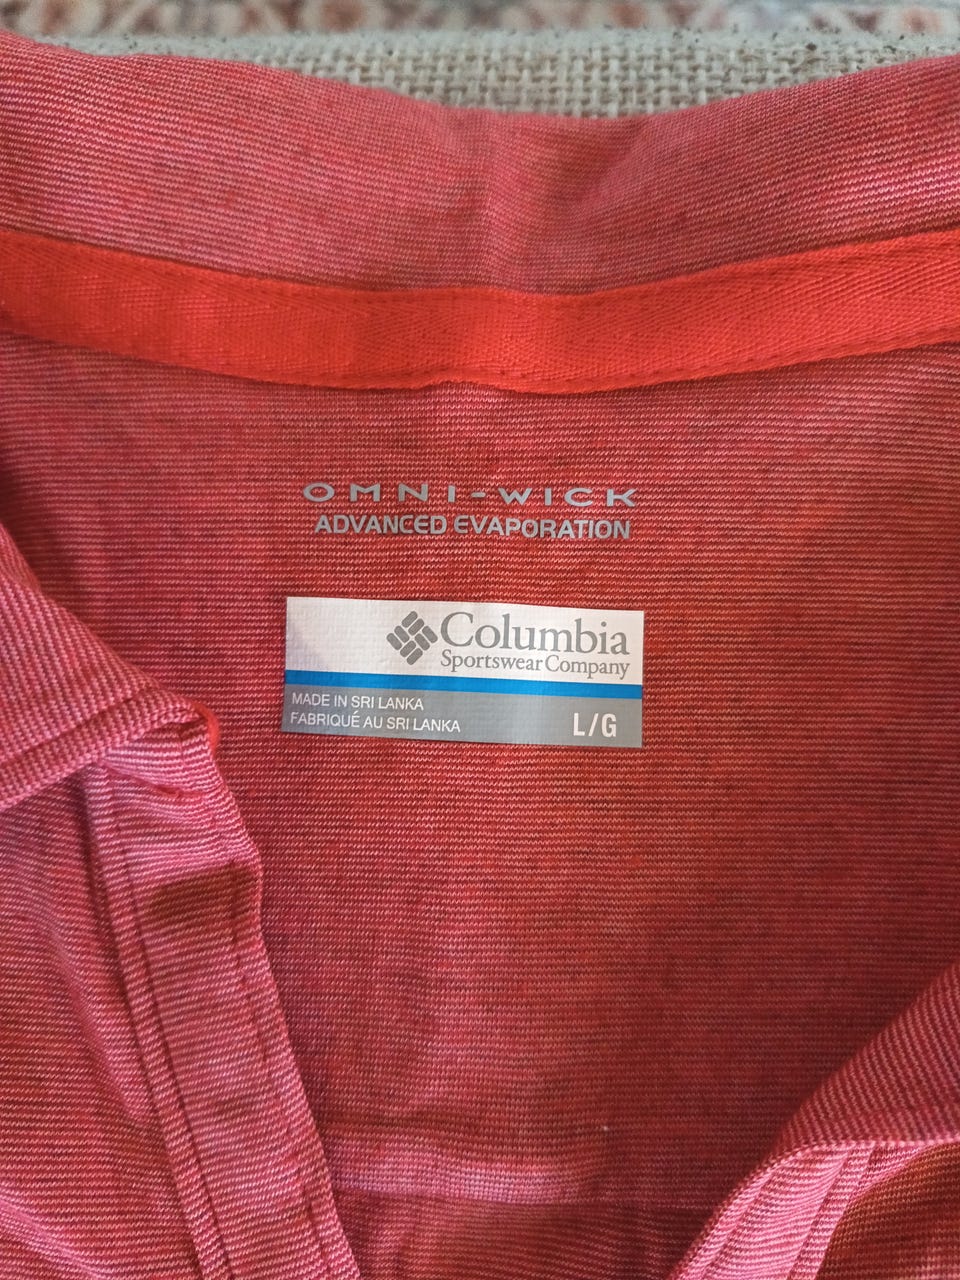 OMNI-WICK
ADVANCED EVAPORATION
Columbia
Sportswear Company
MADE IN SRI LANKA
FABRIQUÉ AU SRI LANKA
L/G